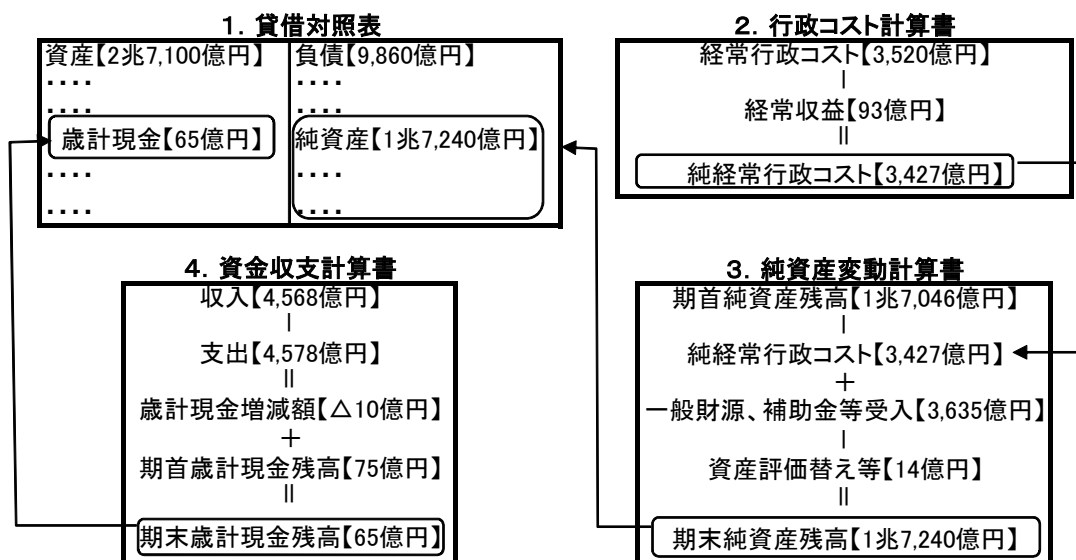 1．貸借対照表
資産【2兆7,100億円】
････
････
歳計現金【65億円】
････
････
負債【9,860億円】
････
････
純資産【1兆7,240億円】
････
････
2．行政コスト計算書
経常行政コスト【3,520億円】
－
経常収益【93億円】
＝
純経常行政コスト【3,427億円】
4．資金収支計算書
収入【4,568億円】
－
支出【4,578億円】
＝
歳計現金増減額【△10億円】
＋
期首歳計現金残高【75億円】
＝
期末歳計現金残高【65億円】
3．純資産変動計算書
期首純資産残高【1兆7,046億円】
－
純経常行政コスト【3,427億円】
＋
一般財源、補助金等受入【3,635億円】
－
資産評価替え等【14億円】
＝
期末純資産残高【1兆7,240億円】